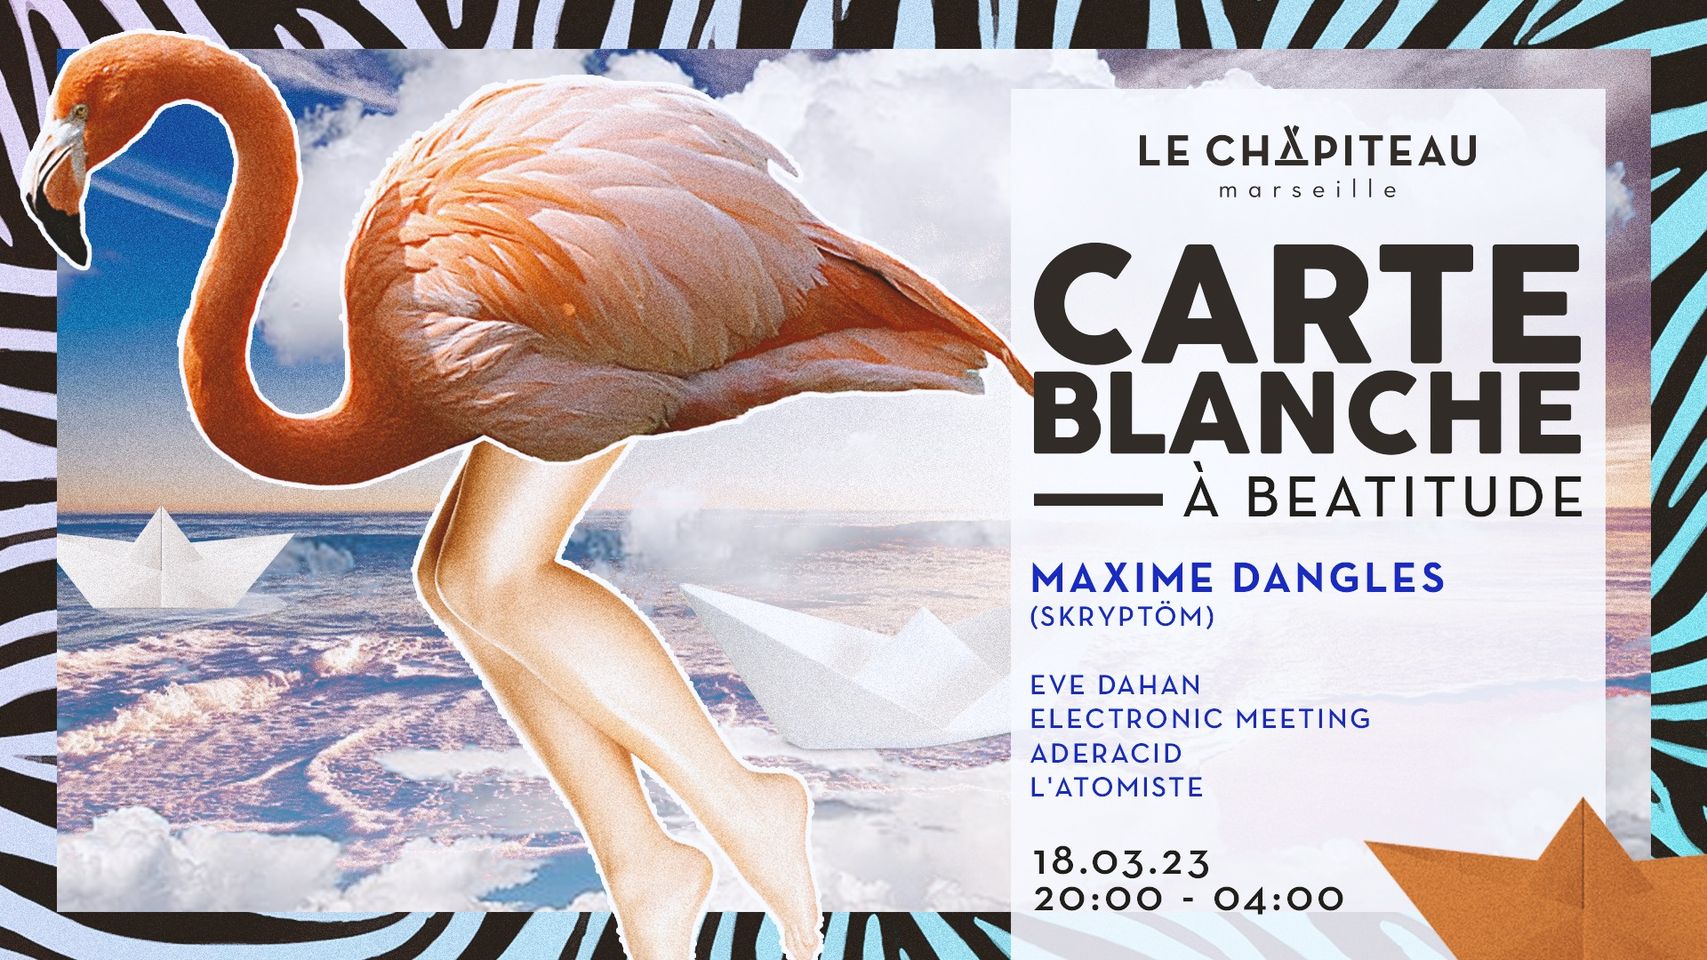 LE CHAPITEAU
marseille
CARTE
BLANCHE
À BEATITUDE
MAXIME DANGLES
(SKRYPTÖM)
EVE DAHAN
ELECTRONIC MEETING
ADERACID
L'ATOMISTE
18.03.23
20:00 - 04:00